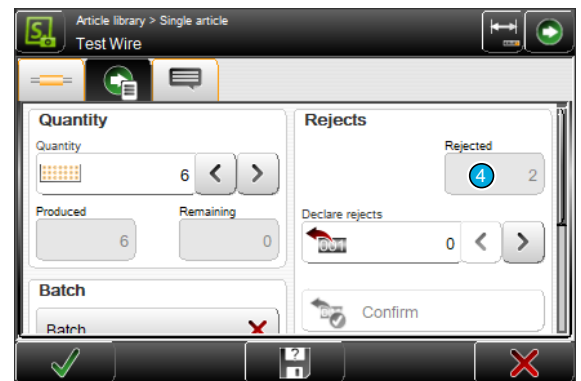 Article library > Single article
Test Wire
Quantity
Quantity
6
Produced
6
Remaining
0
Batch
Batch
Rejects
Rejected
4
2
Declare rejects
001
0
Confirm
?